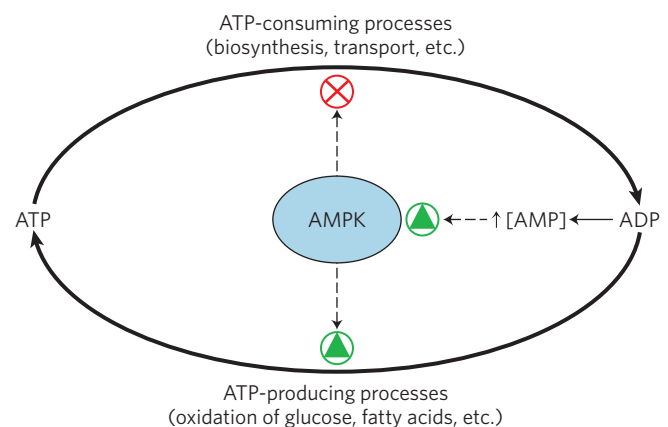 ATP-consuming processes
(biosynthesis, transport, etc.)
ATP
AMPK
↑[AMP]
ADP
ATP-producing processes
(oxidation of glucose, fatty acids, etc.)